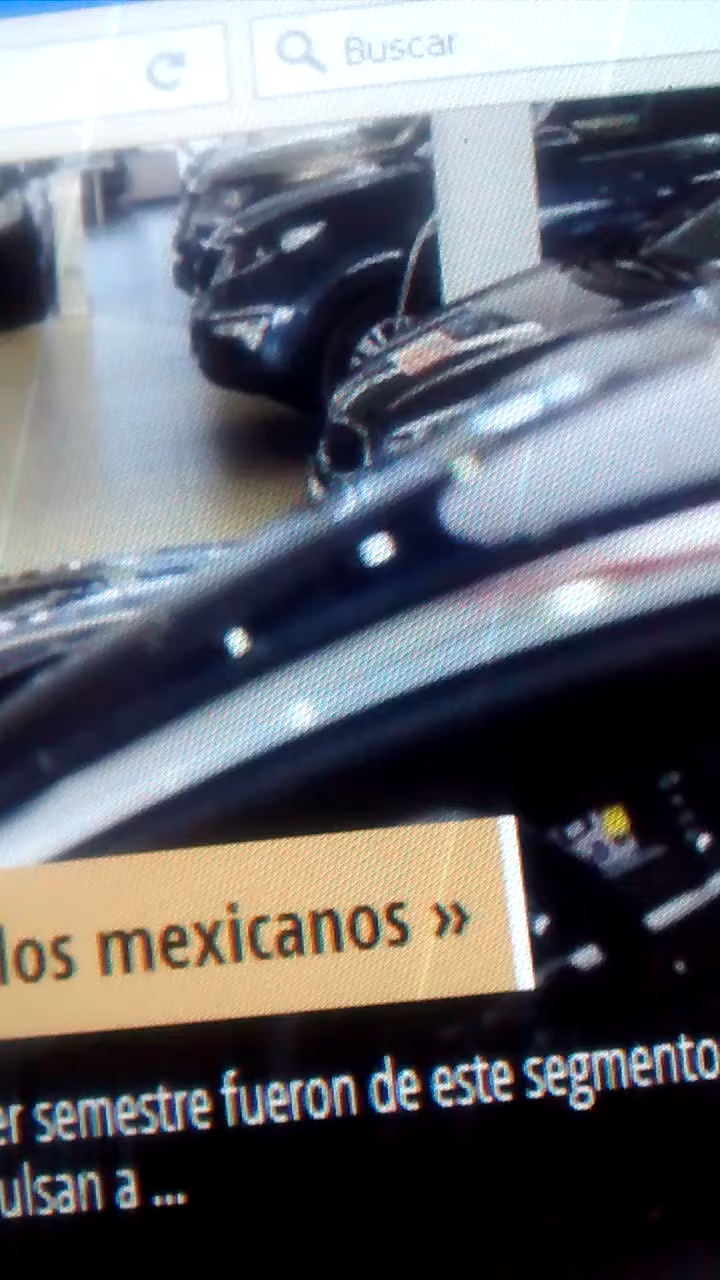 Buscar
los mexicanos »
er semestre fueron de este segmento
ulsan a ...